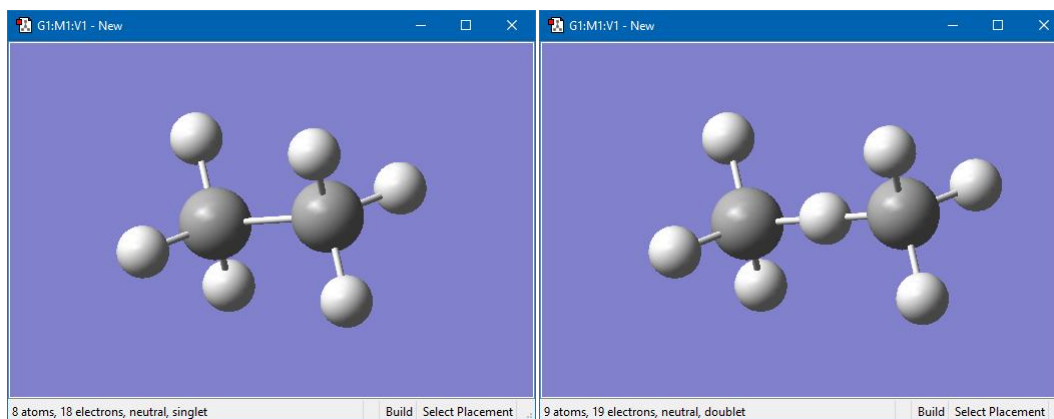 G1:M1:V1 - New
8 atoms, 18 electrons, neutral, singlet
Build
Select Placement
G1:M1:V1 - New
9 atoms, 19 electrons, neutral, doublet
Build
Select Placement